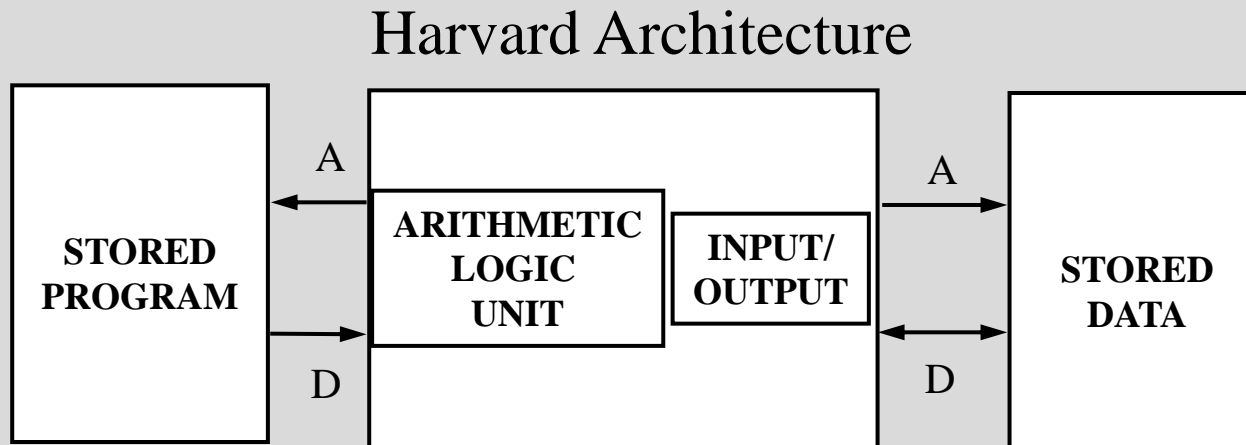 Harvard Architecture
STORED
PROGRAM
A
D
ARITHMETIC
LOGIC
UNIT
INPUT/
OUTPUT
A
D
STORED
DATA